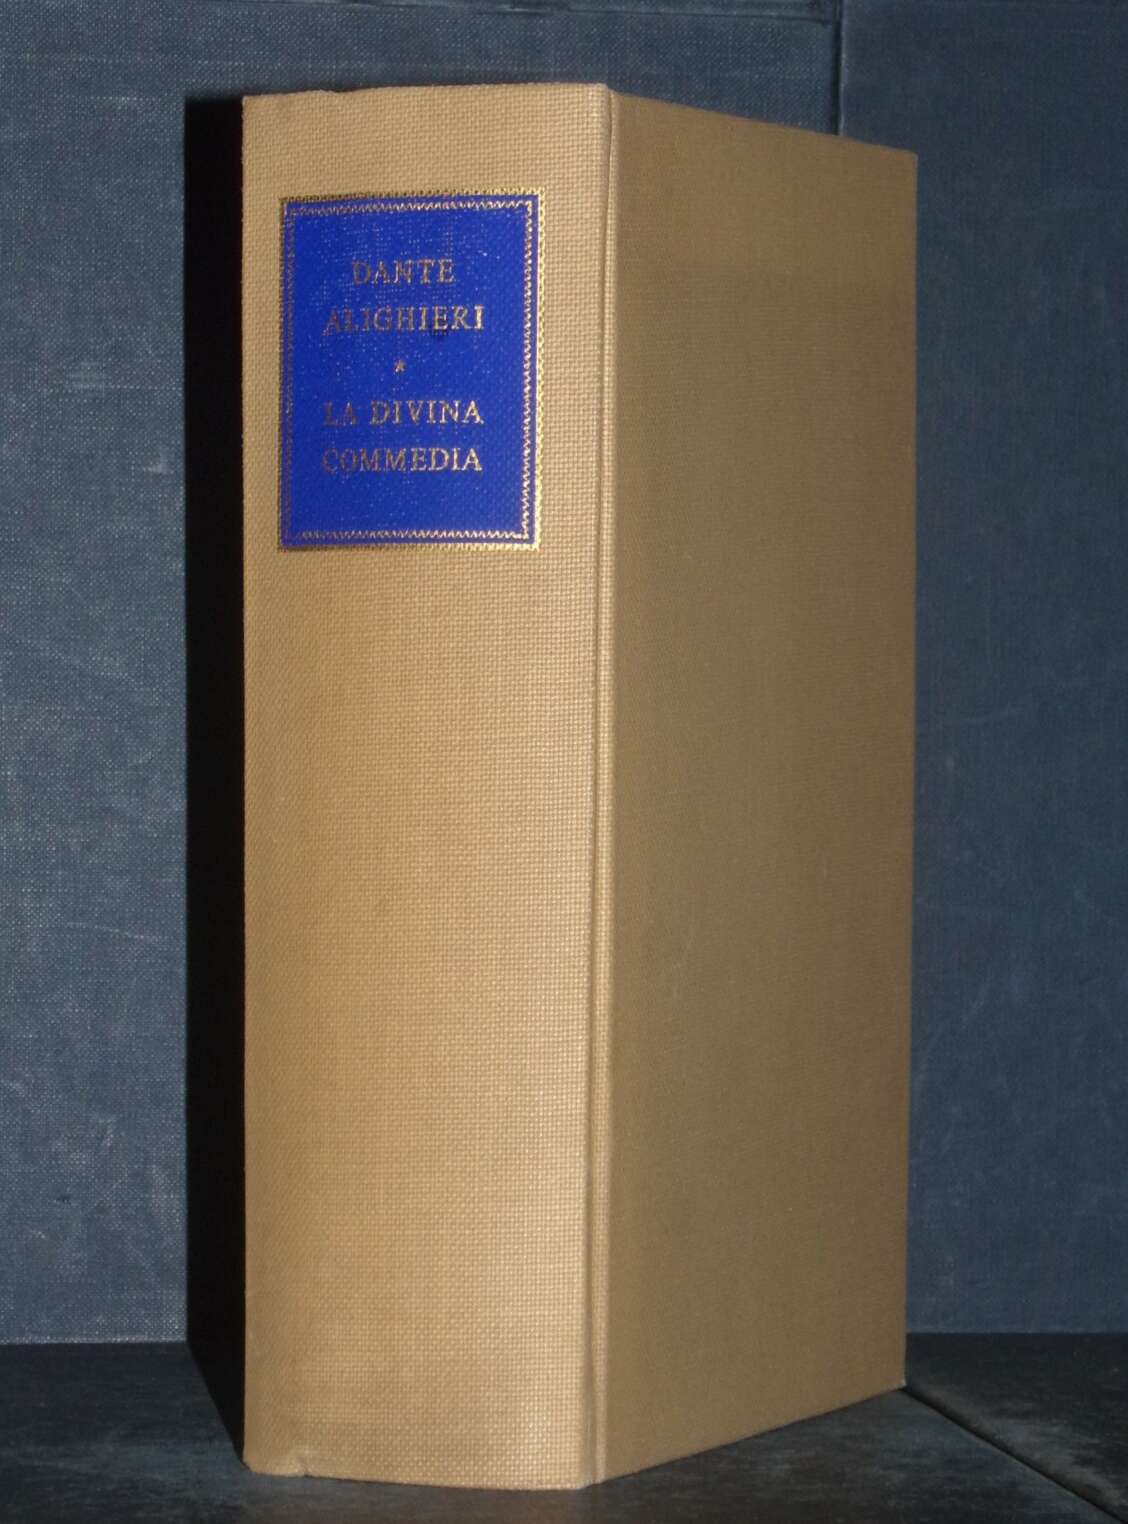 DANTE
ALIGHIERI
*
LA DIVINA
COMMEDIA